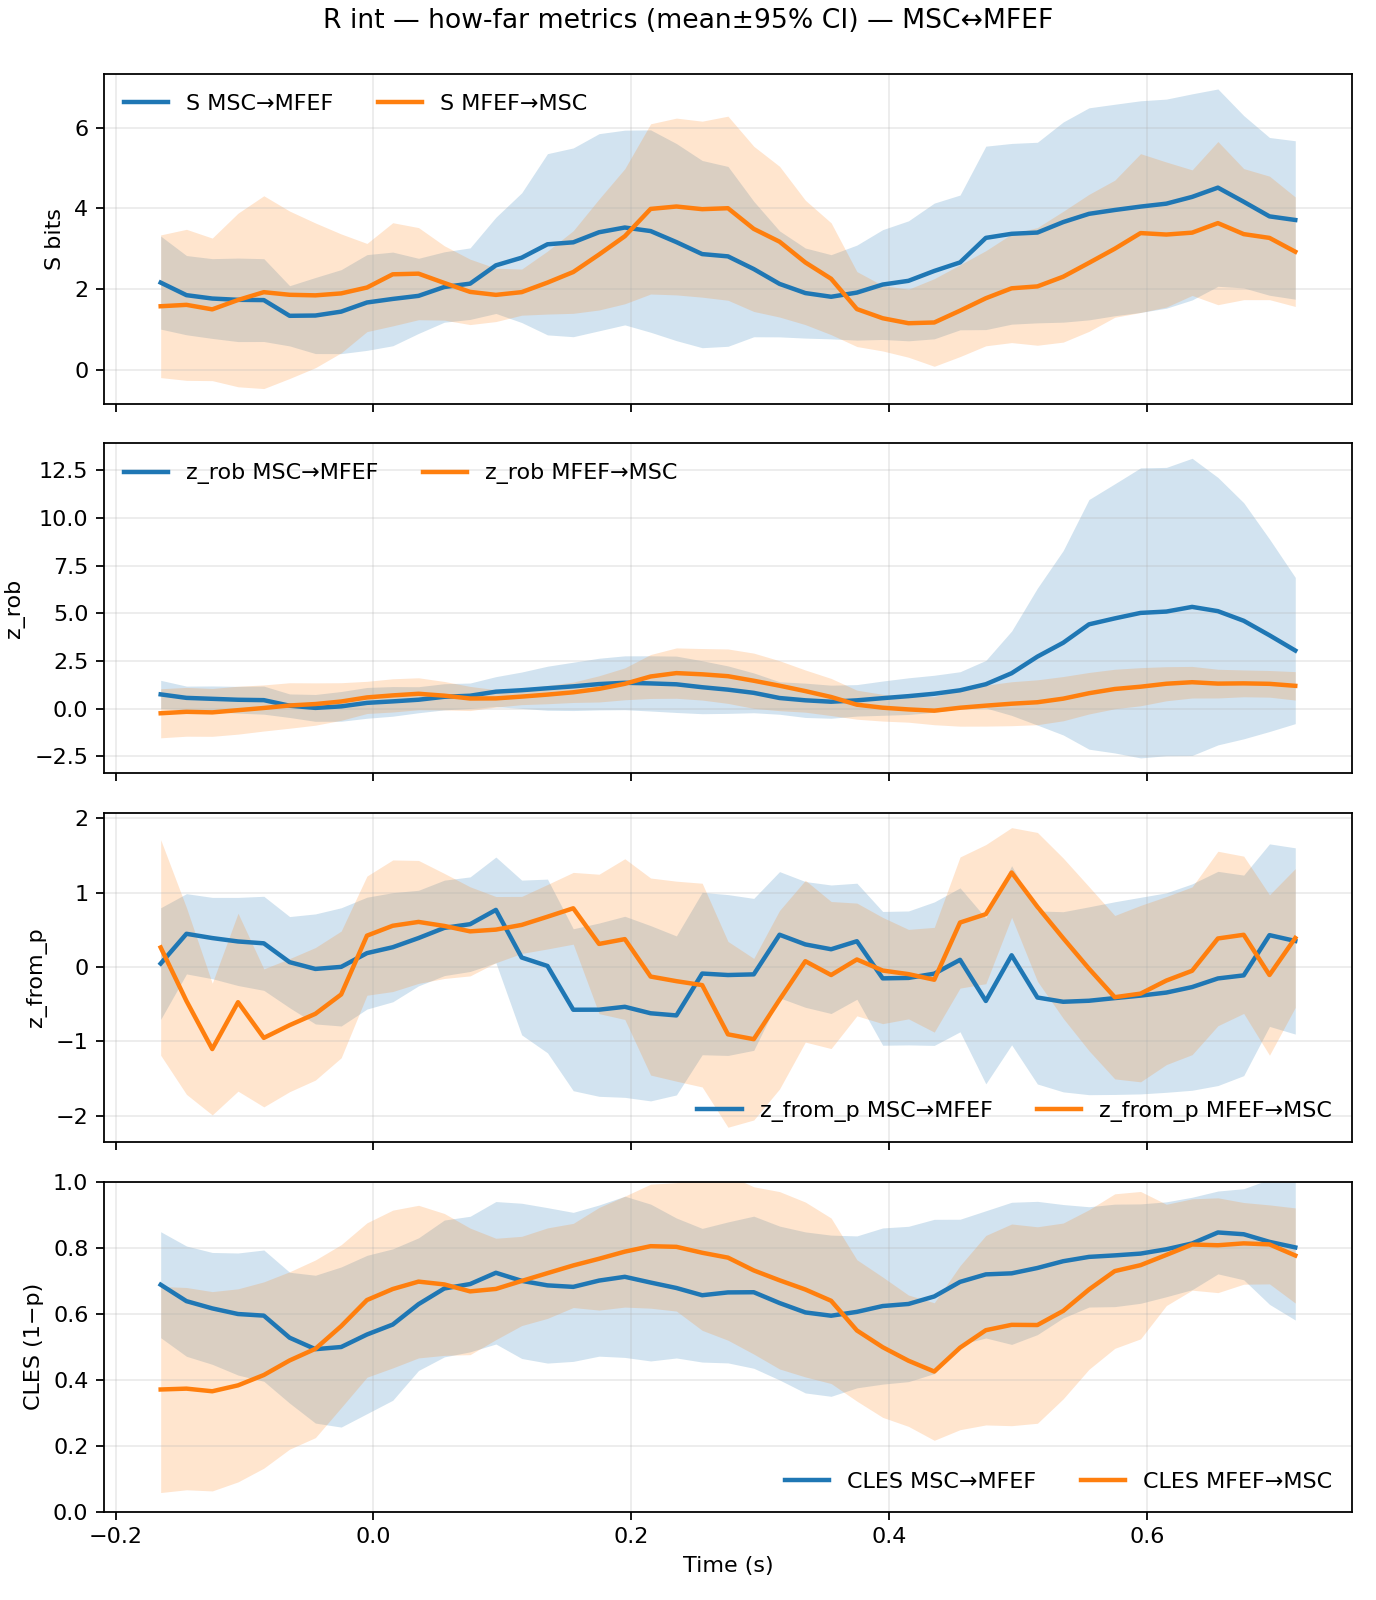 R int — how-far metrics (mean±95% CI) — MSC↔MFEF
S MSC→MFEF S MFEF→MSC
S bits
6
4
2
0
z_rob MSC→MFEF z_rob MFEF→MSC
z_rob
12.5
10.0
7.5
5.0
2.5
0.0
−2.5
z_from_p
2
1
0
−1
−2
z_from_p MSC→MFEF z_from_p MFEF→MSC
CLES (1−p)
1.0
0.8
0.6
0.4
0.2
0.0
CLES MSC→MFEF CLES MFEF→MSC
−0.2 0.0 0.2 0.4 0.6
Time (s)